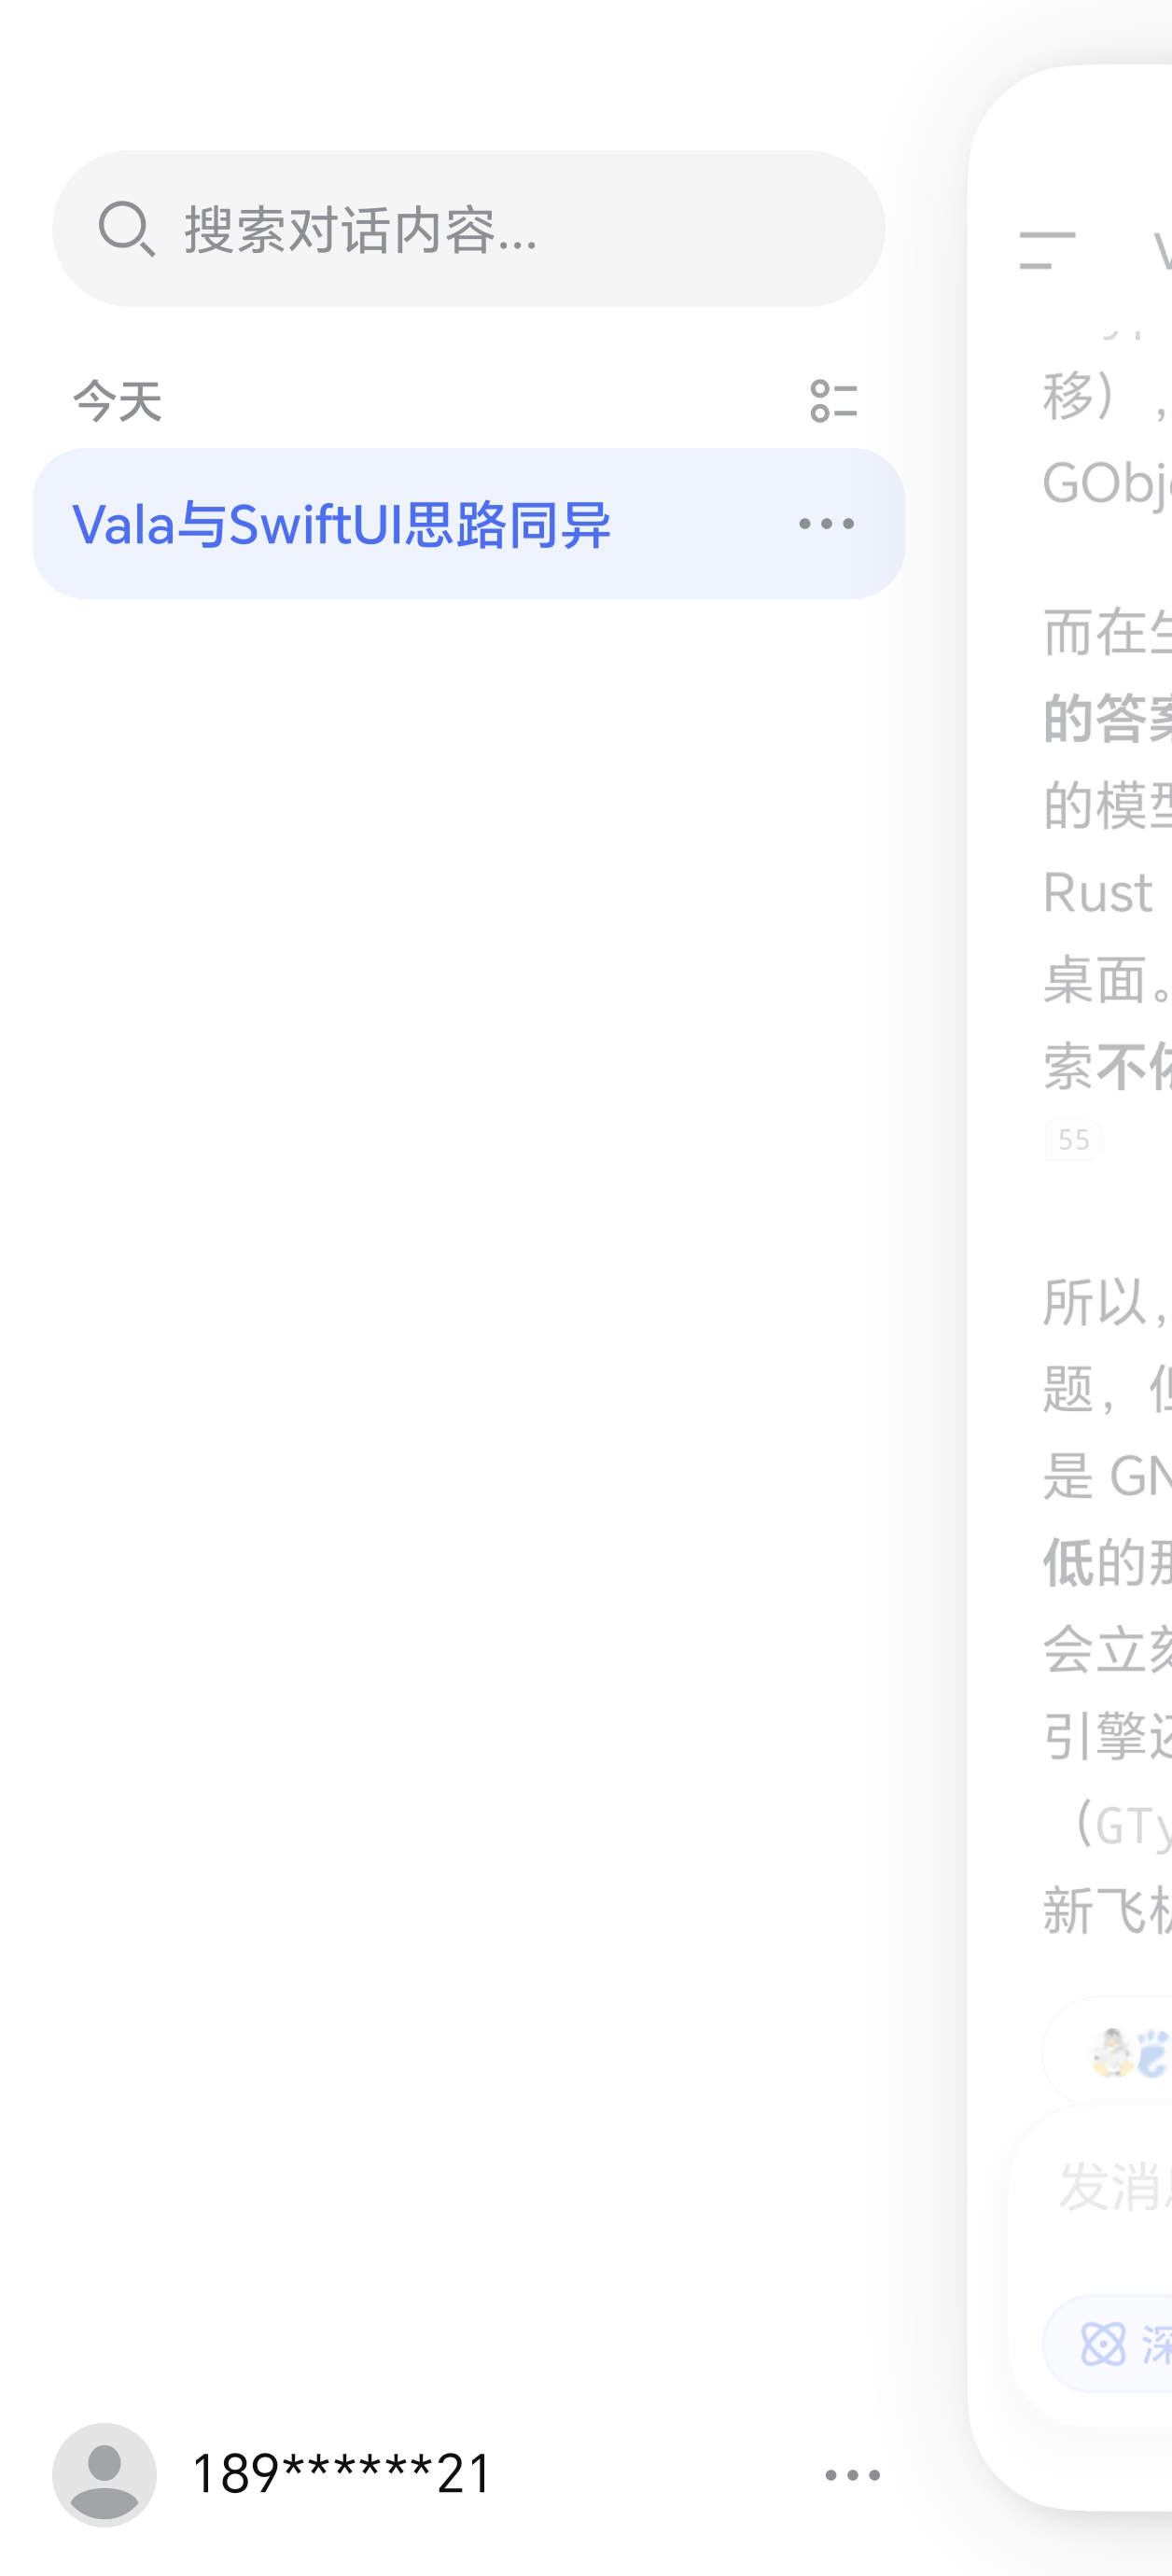 搜索对话内容...
今天
Vala与SwiftUI思路同异
189******21
移），
GObj
而在
的答
的模
Rust
桌面。
索不
55
所以，
题，但
是 GN
低的
会立
引擎
（GTy
新飞
发消
深